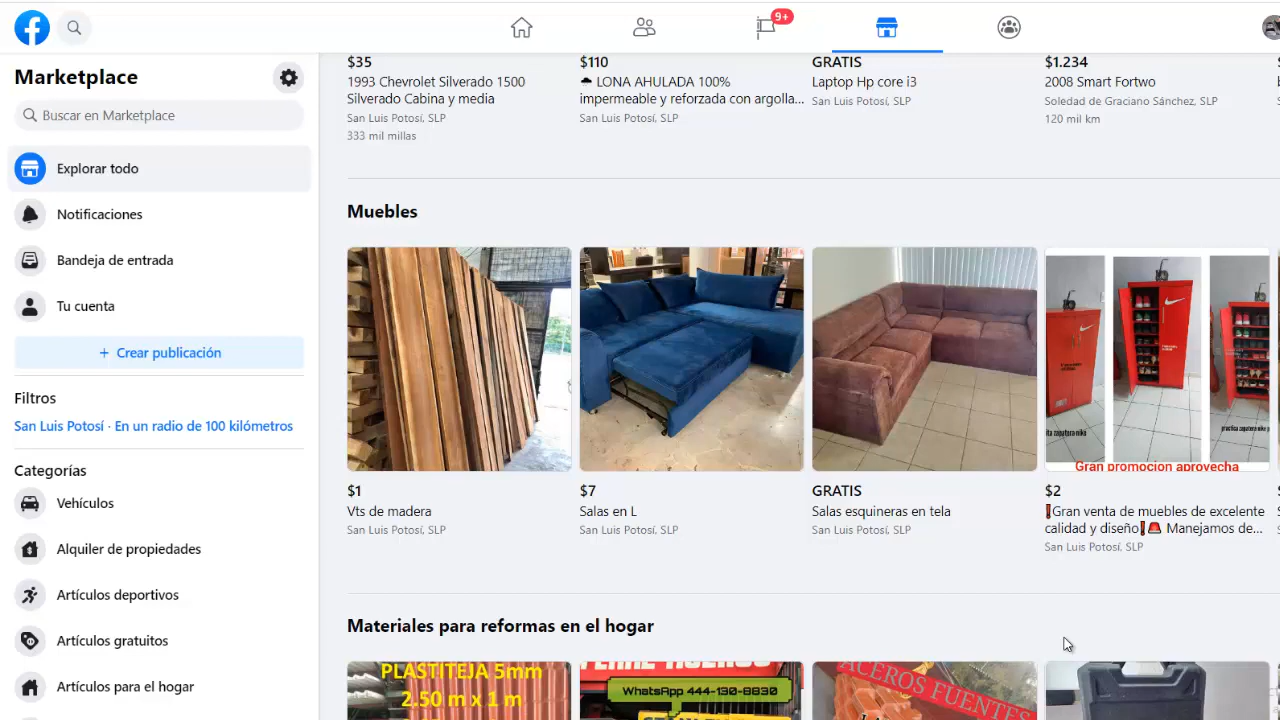 9+
Marketplace
Buscar en Marketplace
Explorar todo
Notificaciones
Bandeja de entrada
Tu cuenta
+ Crear publicación
Filtros
San Luis Potosí · En un radio de 100 kilómetros
Categorías
Vehículos
Alquiler de propiedades
Artículos deportivos
Artículos gratuitos
Artículos para el hogar
$35
1993 Chevrolet Silverado 1500
Silverado Cabina y media
San Luis Potosí, SLP
333 mil millas
$110
🌧 LONA AHULADA 100%
impermeable y reforzada con argolla...
San Luis Potosí, SLP
GRATIS
Laptop Hp core i3
San Luis Potosí, SLP
$1.234
2008 Smart Fortwo
Soledad de Graciano Sánchez, SLP
120 mil km
Muebles
Gran promocion aprovecha
$1
Vts de madera
San Luis Potosí, SLP
$7
Salas en L
San Luis Potosí, SLP
GRATIS
Salas esquineras en tela
San Luis Potosí, SLP
$2
❗Gran venta de muebles de excelente
calidad y diseño❗🚨 Manejamos de...
San Luis Potosí, SLP
Materiales para reformas en el hogar
PLASTITEJA 5mm
2.50 m x 1 m
WhatsApp 444-130-8830
ACEROS FUENTES